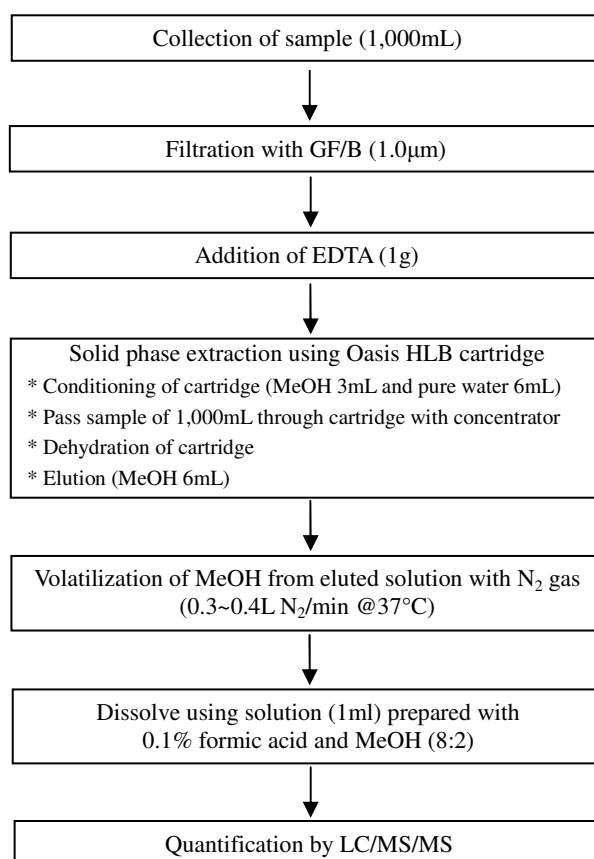 Collection of sample (1,000mL)
Filtration with GF/B (1.0μm)
Addition of EDTA (1g)
Solid phase extraction using Oasis HLB cartridge
* Conditioning of cartridge (MeOH 3mL and pure water 6mL)
* Pass sample of 1,000mL through cartridge with concentrator
* Dehydration of cartridge
* Elution (MeOH 6mL)
Volatilization of MeOH from eluted solution with N₂ gas
(0.3~0.4L N₂/min @37°C)
Dissolve using solution (1ml) prepared with
0.1% formic acid and MeOH (8:2)
Quantification by LC/MS/MS